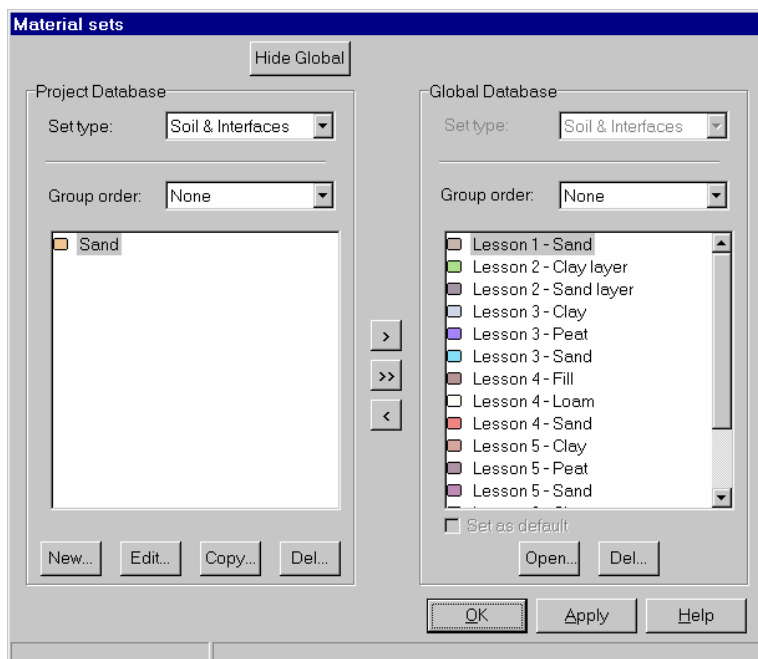 Material sets
Hide Global
Project Database
Set type: Soil & Interfaces
Group order: None
Sand
>
>>
<
New... Edit... Copy... Del...
Global Database
Set type: Soil & Interfaces
Group order: None
Lesson 1 - Sand
Lesson 2 - Clay layer
Lesson 2 - Sand layer
Lesson 3 - Clay
Lesson 3 - Peat
Lesson 3 - Sand
Lesson 4 - Fill
Lesson 4 - Loam
Lesson 4 - Sand
Lesson 5 - Clay
Lesson 5 - Peat
Lesson 5 - Sand
Set as default
Open... Del...
OK Apply Help